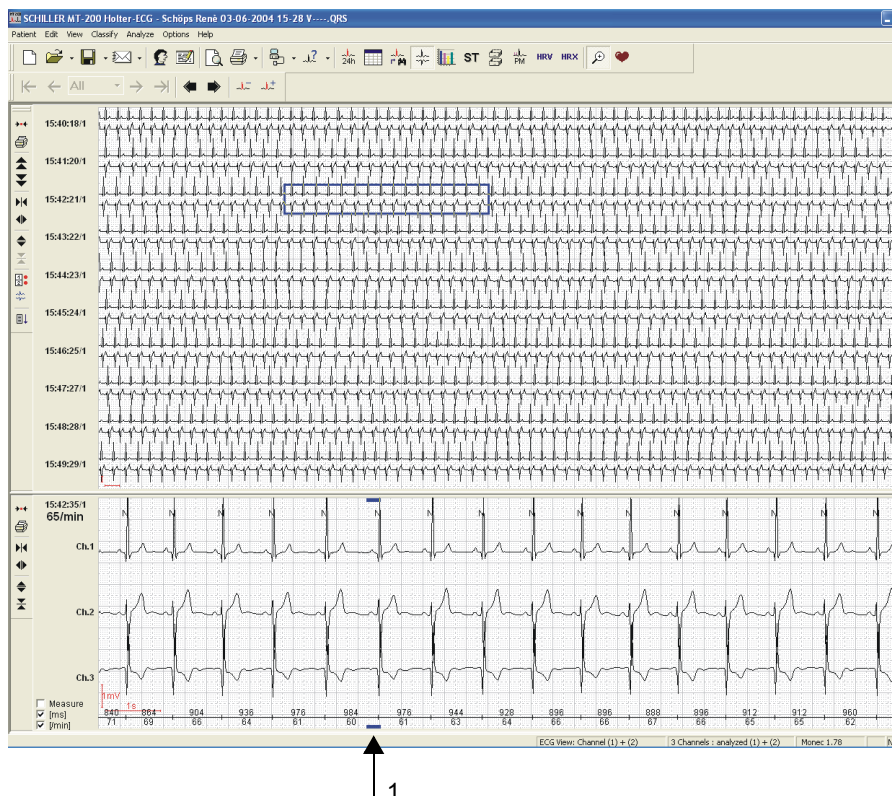 SCHILLER MT-200 Holter-ECG - Schöps Renè 03-06-2004 15-28 V----.QRS
Patient Edit View Classify Analyze Options Help
24h ST PM HRV HRX
All
15:40:18/1
15:41:20/1
15:42:21/1
15:43:22/1
15:44:23/1
15:45:24/1
15:46:25/1
15:47:27/1
15:48:28/1
15:49:29/1
15:42:35/1
65/min
N N N N N N N N N N N N N N N N
Ch.1
Ch.2
Ch.3
1mV
1s
Measure
[ms] 840 864 904 936 976 984 976 944 928 896 896 888 896 912 912 960
[/min] 71 69 66 64 61 60 61 63 64 66 66 67 66 65 65 62
ECG View: Channel (1) + (2) 3 Channels : analyzed (1) + (2) Monec 1.78 N
1